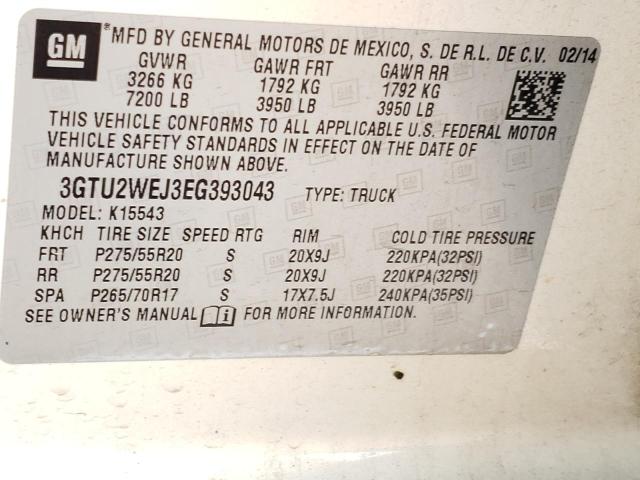 GM ® MFD BY GENERAL MOTORS DE MEXICO, S. DE R.L. DE C.V. 02/14
GVWR GAWR FRT GAWR RR
3266 KG 1792 KG 1792 KG
7200 LB 3950 LB 3950 LB
THIS VEHICLE CONFORMS TO ALL APPLICABLE U.S. FEDERAL MOTOR
VEHICLE SAFETY STANDARDS IN EFFECT ON THE DATE OF
MANUFACTURE SHOWN ABOVE.
3GTU2WEJ3EG393043 TYPE: TRUCK
MODEL: K15543
KHCH TIRE SIZE SPEED RTG RIM COLD TIRE PRESSURE
FRT P275/55R20 S 20X9J 220KPA(32PSI)
RR P275/55R20 S 20X9J 220KPA(32PSI)
SPA P265/70R17 S 17X7.5J 240KPA(35PSI)
SEE OWNER'S MANUAL i FOR MORE INFORMATION.